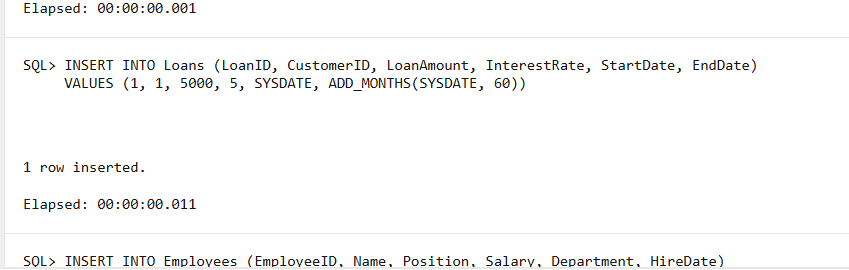 Elapsed: 00:00:00.001
SQL> INSERT INTO Loans (LoanID, CustomerID, LoanAmount, InterestRate, StartDate, EndDate)
VALUES (1, 1, 5000, 5, SYSDATE, ADD_MONTHS(SYSDATE, 60))
1 row inserted.
Elapsed: 00:00:00.011
SQL> INSERT INTO Employees (EmployeeID, Name, Position, Salary, Department, HireDate)